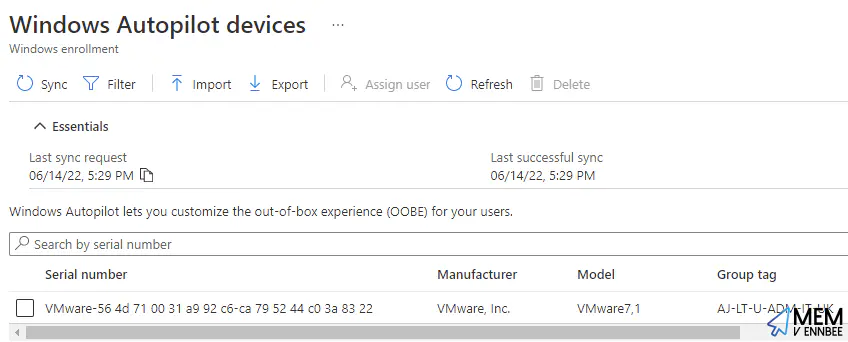 Windows Autopilot devices ...
Windows enrollment
Sync Filter Import Export Assign user Refresh Delete
Essentials
Last sync request Last successful sync
06/14/22, 5:29 PM 06/14/22, 5:29 PM
Windows Autopilot lets you customize the out-of-box experience (OOBE) for your users.
Search by serial number
Serial number Manufacturer Model Group tag
VMware-56 4d 71 00 31 a9 92 c6-ca 79 52 44 c0 3a 83 22 VMware, Inc. VMware7,1 AJ-LT-U-ADM-IT-UK
MEM
V ENNBEE